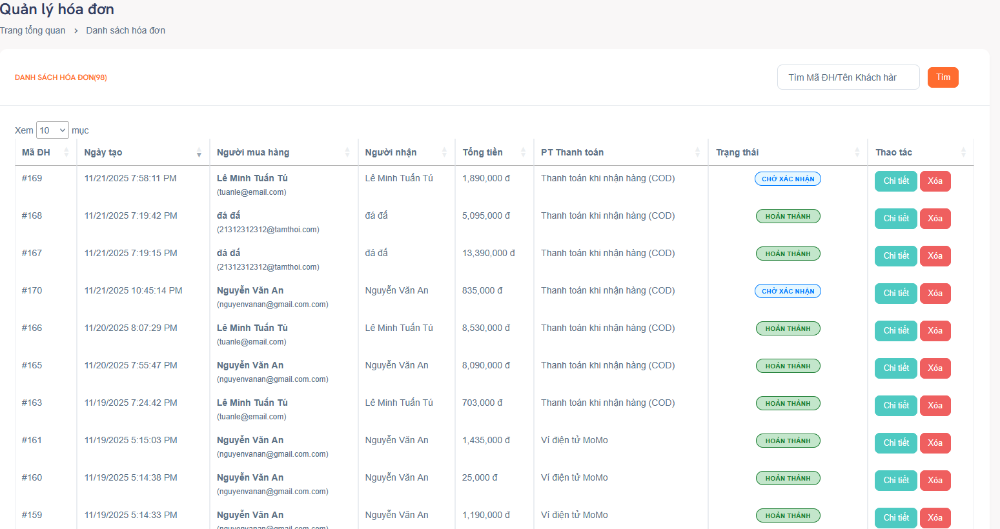 Quản lý hóa đơn
Trang tổng quan > Danh sách hóa đơn
DANH SÁCH HÓA ĐƠN(98)
Tìm Mã ĐH/Tên Khách hàr
Tìm
Xem 10 mục
Mã ĐH Ngày tạo Người mua hàng Người nhận Tổng tiền PT Thanh toán Trạng thái Thao tác
#169 11/21/2025 7:58:11 PM Lê Minh Tuấn Tú Lê Minh Tuấn Tú 1,890,000 đ Thanh toán khi nhận hàng (COD) CHỜ XÁC NHẬN Chi tiết Xóa
(tuanle@email.com)
#168 11/21/2025 7:19:42 PM đá đấ đá đấ 5,095,000 đ Thanh toán khi nhận hàng (COD) HOÀN THÀNH Chi tiết Xóa
(21312312312@tamthoi.com)
#167 11/21/2025 7:19:15 PM đá đấ đá đấ 13,390,000 đ Thanh toán khi nhận hàng (COD) HOÀN THÀNH Chi tiết Xóa
(21312312312@tamthoi.com)
#170 11/21/2025 10:45:14 PM Nguyễn Văn An Nguyễn Văn An 835,000 đ Thanh toán khi nhận hàng (COD) CHỜ XÁC NHẬN Chi tiết Xóa
(nguyenvanan@gmail.com.com)
#166 11/20/2025 8:07:29 PM Lê Minh Tuấn Tú Lê Minh Tuấn Tú 8,530,000 đ Thanh toán khi nhận hàng (COD) HOÀN THÀNH Chi tiết Xóa
(tuanle@email.com)
#165 11/20/2025 7:55:47 PM Nguyễn Văn An Nguyễn Văn An 8,090,000 đ Thanh toán khi nhận hàng (COD) HOÀN THÀNH Chi tiết Xóa
(nguyenvanan@gmail.com.com)
#163 11/19/2025 7:24:42 PM Lê Minh Tuấn Tú Lê Minh Tuấn Tú 703,000 đ Thanh toán khi nhận hàng (COD) HOÀN THÀNH Chi tiết Xóa
(tuanle@email.com)
#161 11/19/2025 5:15:03 PM Nguyễn Văn An Nguyễn Văn An 1,435,000 đ Ví điện tử MoMo HOÀN THÀNH Chi tiết Xóa
(nguyenvanan@gmail.com.com)
#160 11/19/2025 5:14:38 PM Nguyễn Văn An Nguyễn Văn An 25,000 đ Ví điện tử MoMo HOÀN THÀNH Chi tiết Xóa
(nguyenvanan@gmail.com.com)
#159 11/19/2025 5:14:33 PM Nguyễn Văn An Nguyễn Văn An 1,190,000 đ Ví điện tử MoMo HOÀN THÀNH Chi tiết Xóa
(nguyenvanan@gmail.com.com)